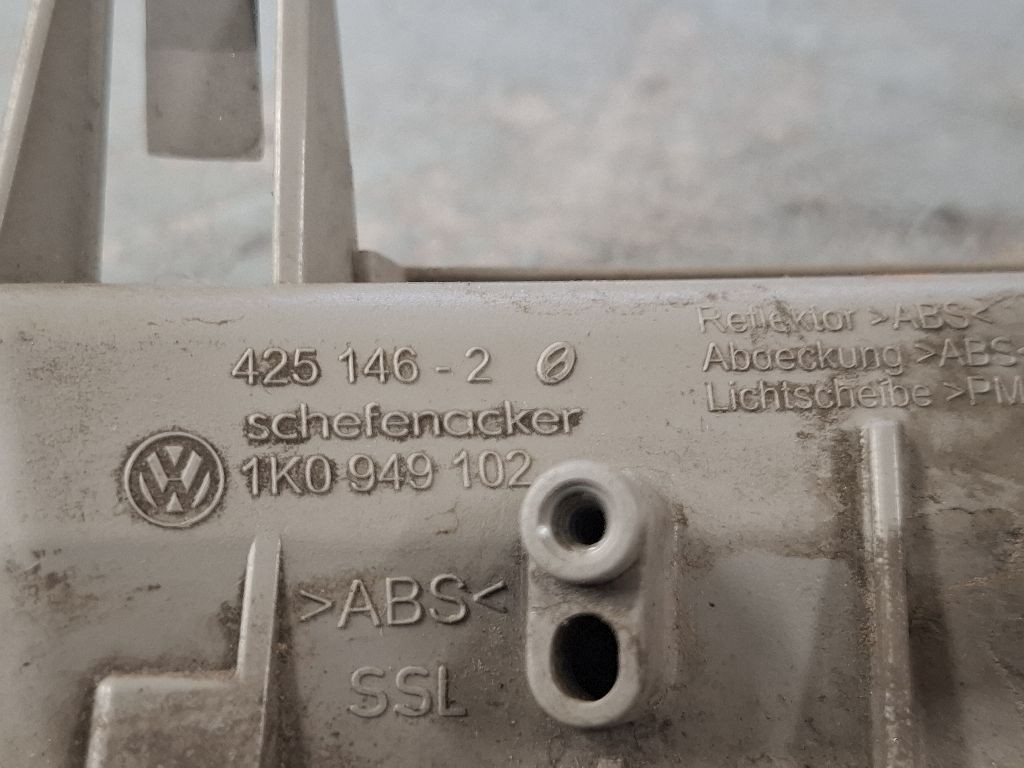 425 146 - 2
schefenacker
1K0 949 102
>ABS<
SSL
Reflektor >ABS<
Abdeckung >ABS<
Lichtscheibe >PM